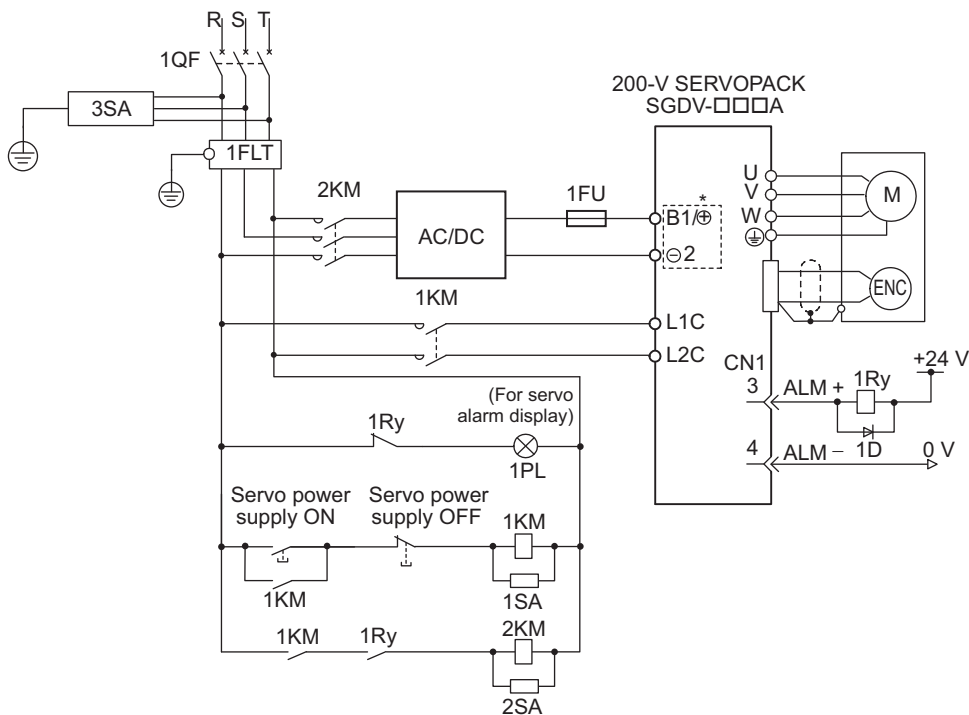 R S T
1QF
3SA
1FLT
200-V SERVOPACK
SGDV-□□□A
2KM
AC/DC
1FU
*
B1/⊕
⊖2
U
V
W
M
ENC
1KM
L1C
L2C
CN1
+24 V
3
ALM +
1Ry
1D
4
ALM −
0 V
(For servo
alarm display)
1Ry
1PL
Servo power
supply ON
Servo power
supply OFF
1KM
1KM
1SA
1KM
1Ry
2KM
2SA